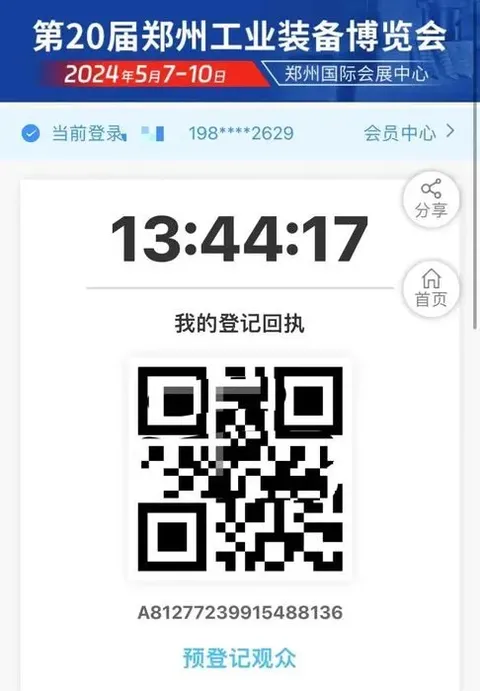 第20届郑州工业装备博览会
2024年5月7-10日 郑州国际会展中心
当前登录 198****2629 会员中心
分享
13:44:17
首页
我的登记回执
A81277239915488136
预登记观众